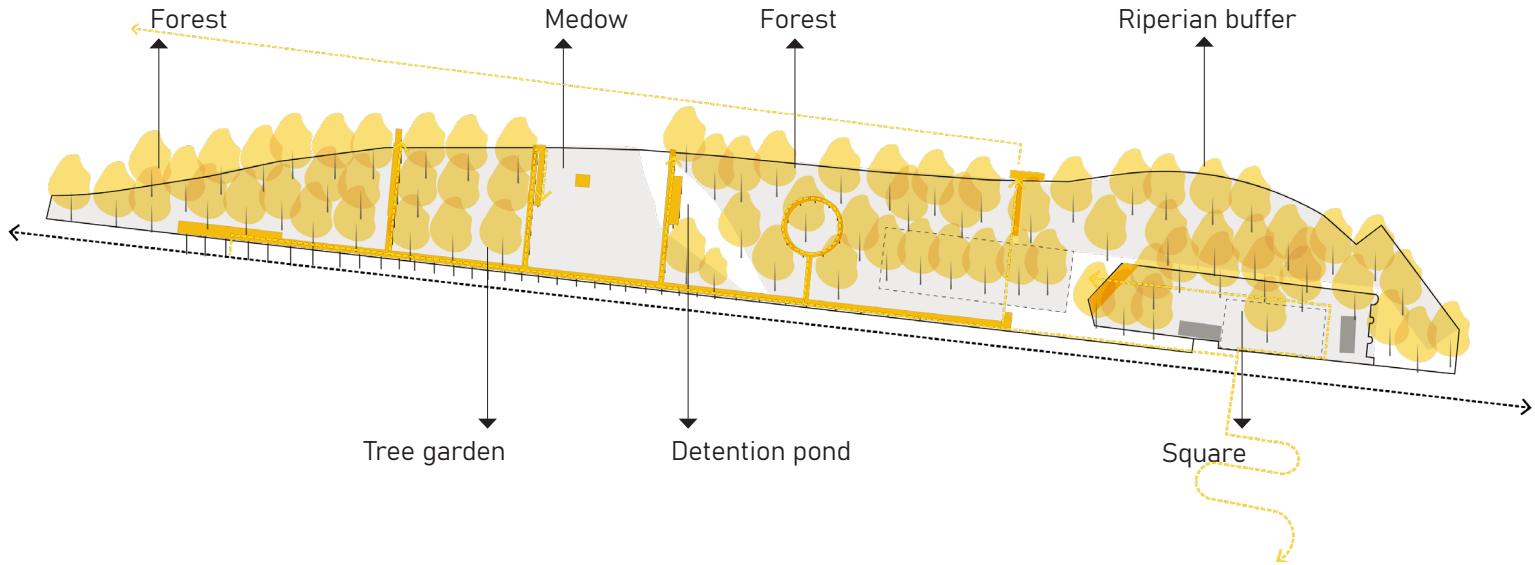 Forest
Medow
Forest
Riperian buffer
Tree garden
Detention pond
Square